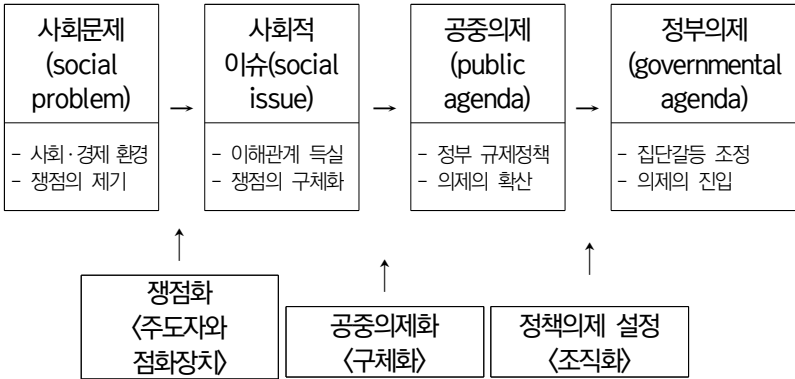 사회문제
(social
problem)
- 사회·경제 환경
- 쟁점의 제기
→
사회적
이슈(social
issue)
- 이해관계 득실
- 쟁점의 구체화
→
공중의제
(public
agenda)
- 정부 규제정책
- 의제의 확산
→
정부의제
(governmental
agenda)
- 집단갈등 조정
- 의제의 진입
↑
쟁점화
〈주도자와
점화장치〉
↑
공중의제화
〈구체화〉
↑
정책의제 설정
〈조직화〉